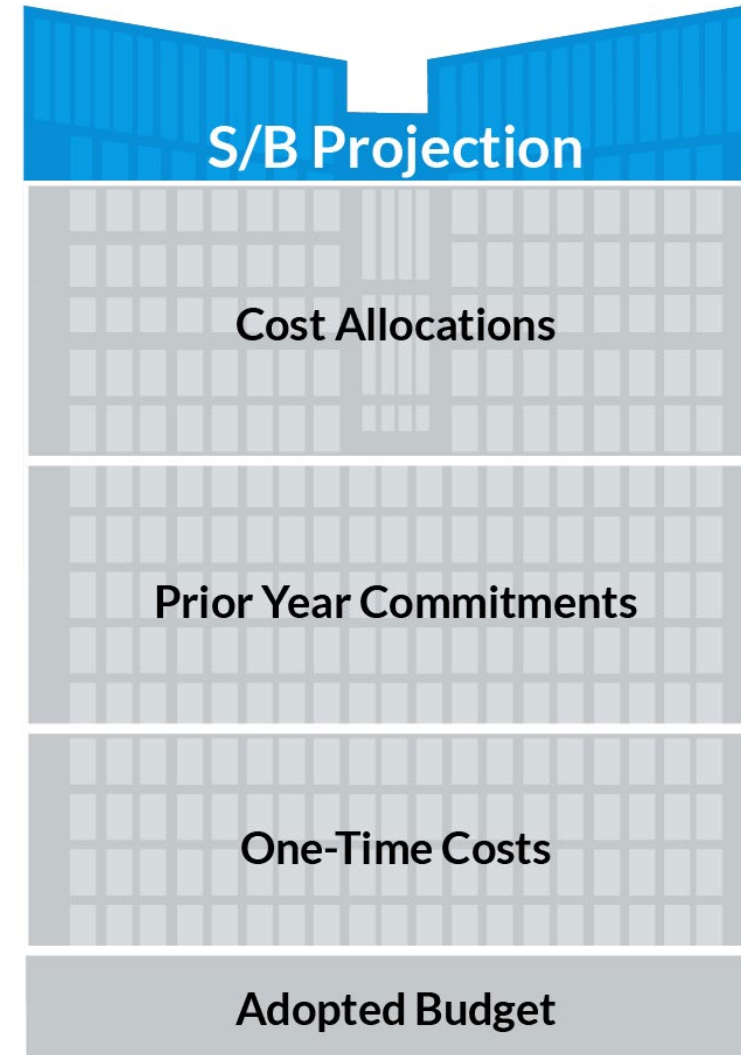 S/B Projection
Cost Allocations
Prior Year Commitments
One-Time Costs
Adopted Budget